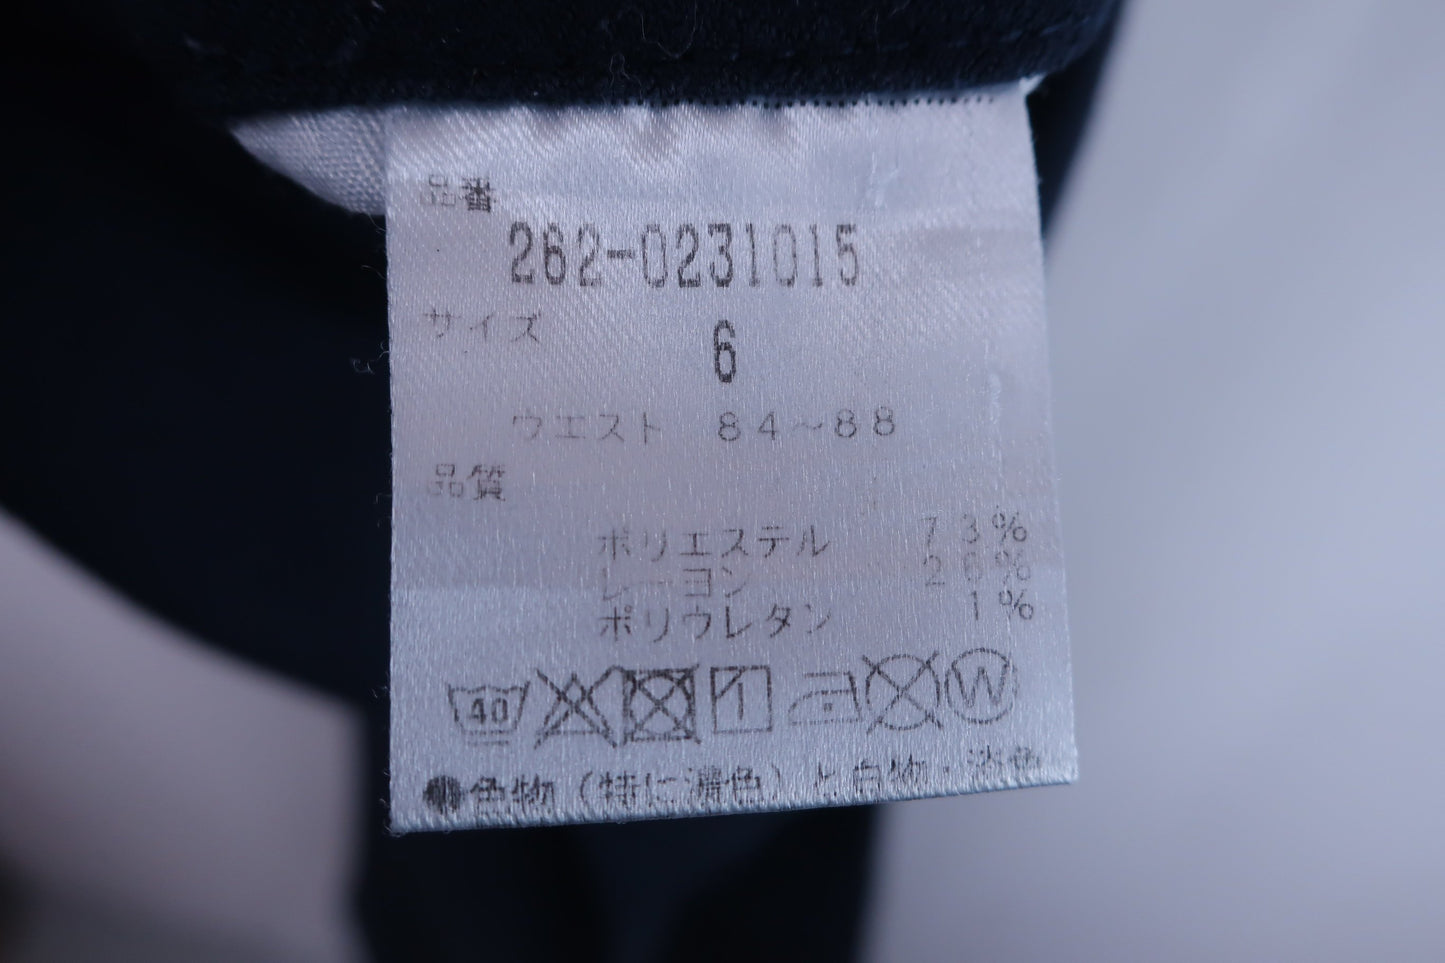 品番
262-0231015
サイズ
6
ウエスト 84～88
品質
ポリエステル 73%
レーヨン 26%
ポリウレタン 1%
40 W
●色物（特に濃色）と白物・淡色